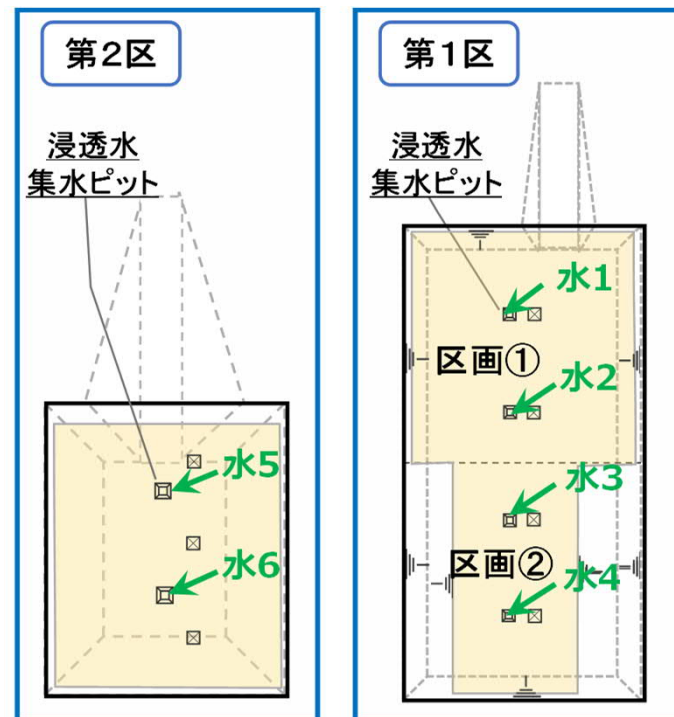 第2区
浸透水
集水ピット
水5
水6
第1区
浸透水
集水ピット
水1
区画①
水2
水3
区画②
水4